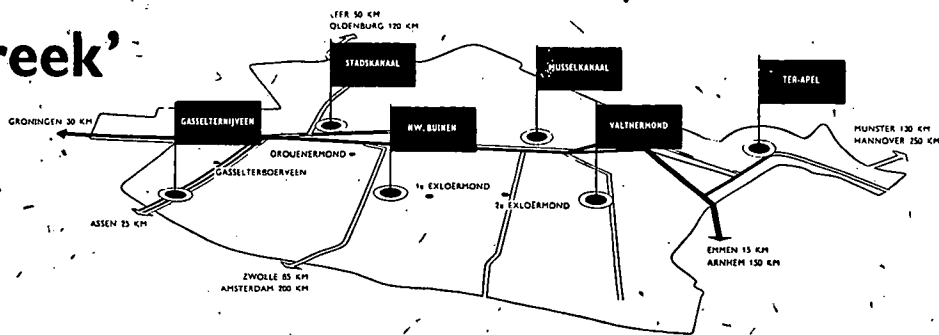 reek'
LEER 50 KM
OLDENBURG 120 KM
STADSKANAAL
MUSSELKANAAL
TER-APEL
GASSELTERNIJVEEN
NW. BUINEN
VALTHERMOND
GRONINGEN 30 KM
MUNSTER 130 KM
HANNOVER 250 KM
DROUENERMOND
GASSELTERBOERVEEN
1e EXLOERMOND
2e EXLOERMOND
ASSEN 25 KM
EMMEN 15 KM
ARNHEM 150 KM
ZWOLLE 85 KM
AMSTERDAM 200 KM